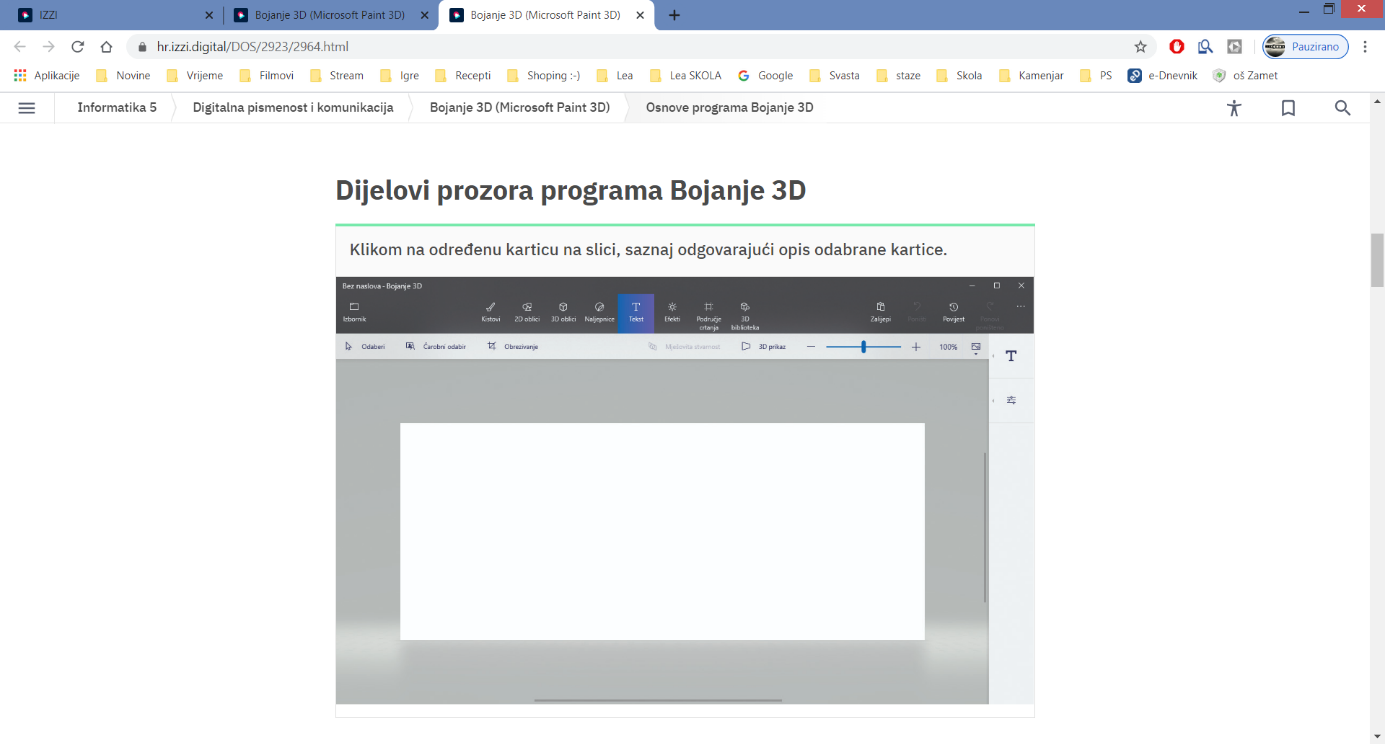 IZZI
Bojanje 3D (Microsoft Paint 3D)
Bojanje 3D (Microsoft Paint 3D)
hr.izzi.digital/DOS/2923/2964.html
Pauzirano
Aplikacije Novine Vrijeme Filmovi Stream Igre Recepti Shoping :-) Lea Lea SKOLA Google Svasta staze Skola Kamenjar PS e-Dnevnik oš Zamet
Informatika 5 Digitalna pismenost i komunikacija Bojanje 3D (Microsoft Paint 3D) Osnove programa Bojanje 3D
Dijelovi prozora programa Bojanje 3D
Klikom na određenu karticu na slici, saznaj odgovarajući opis odabrane kartice.
Bez naslova - Bojanje 3D
Izbornik Kistovi 2D oblici 3D oblici Naljepnice Tekst Efekti Područje crtanja 3D biblioteka Zalijepi Povijest
Odaberi Čarobni odabir Obrezivanje Mješovita stvarnost 3D prikaz 100%